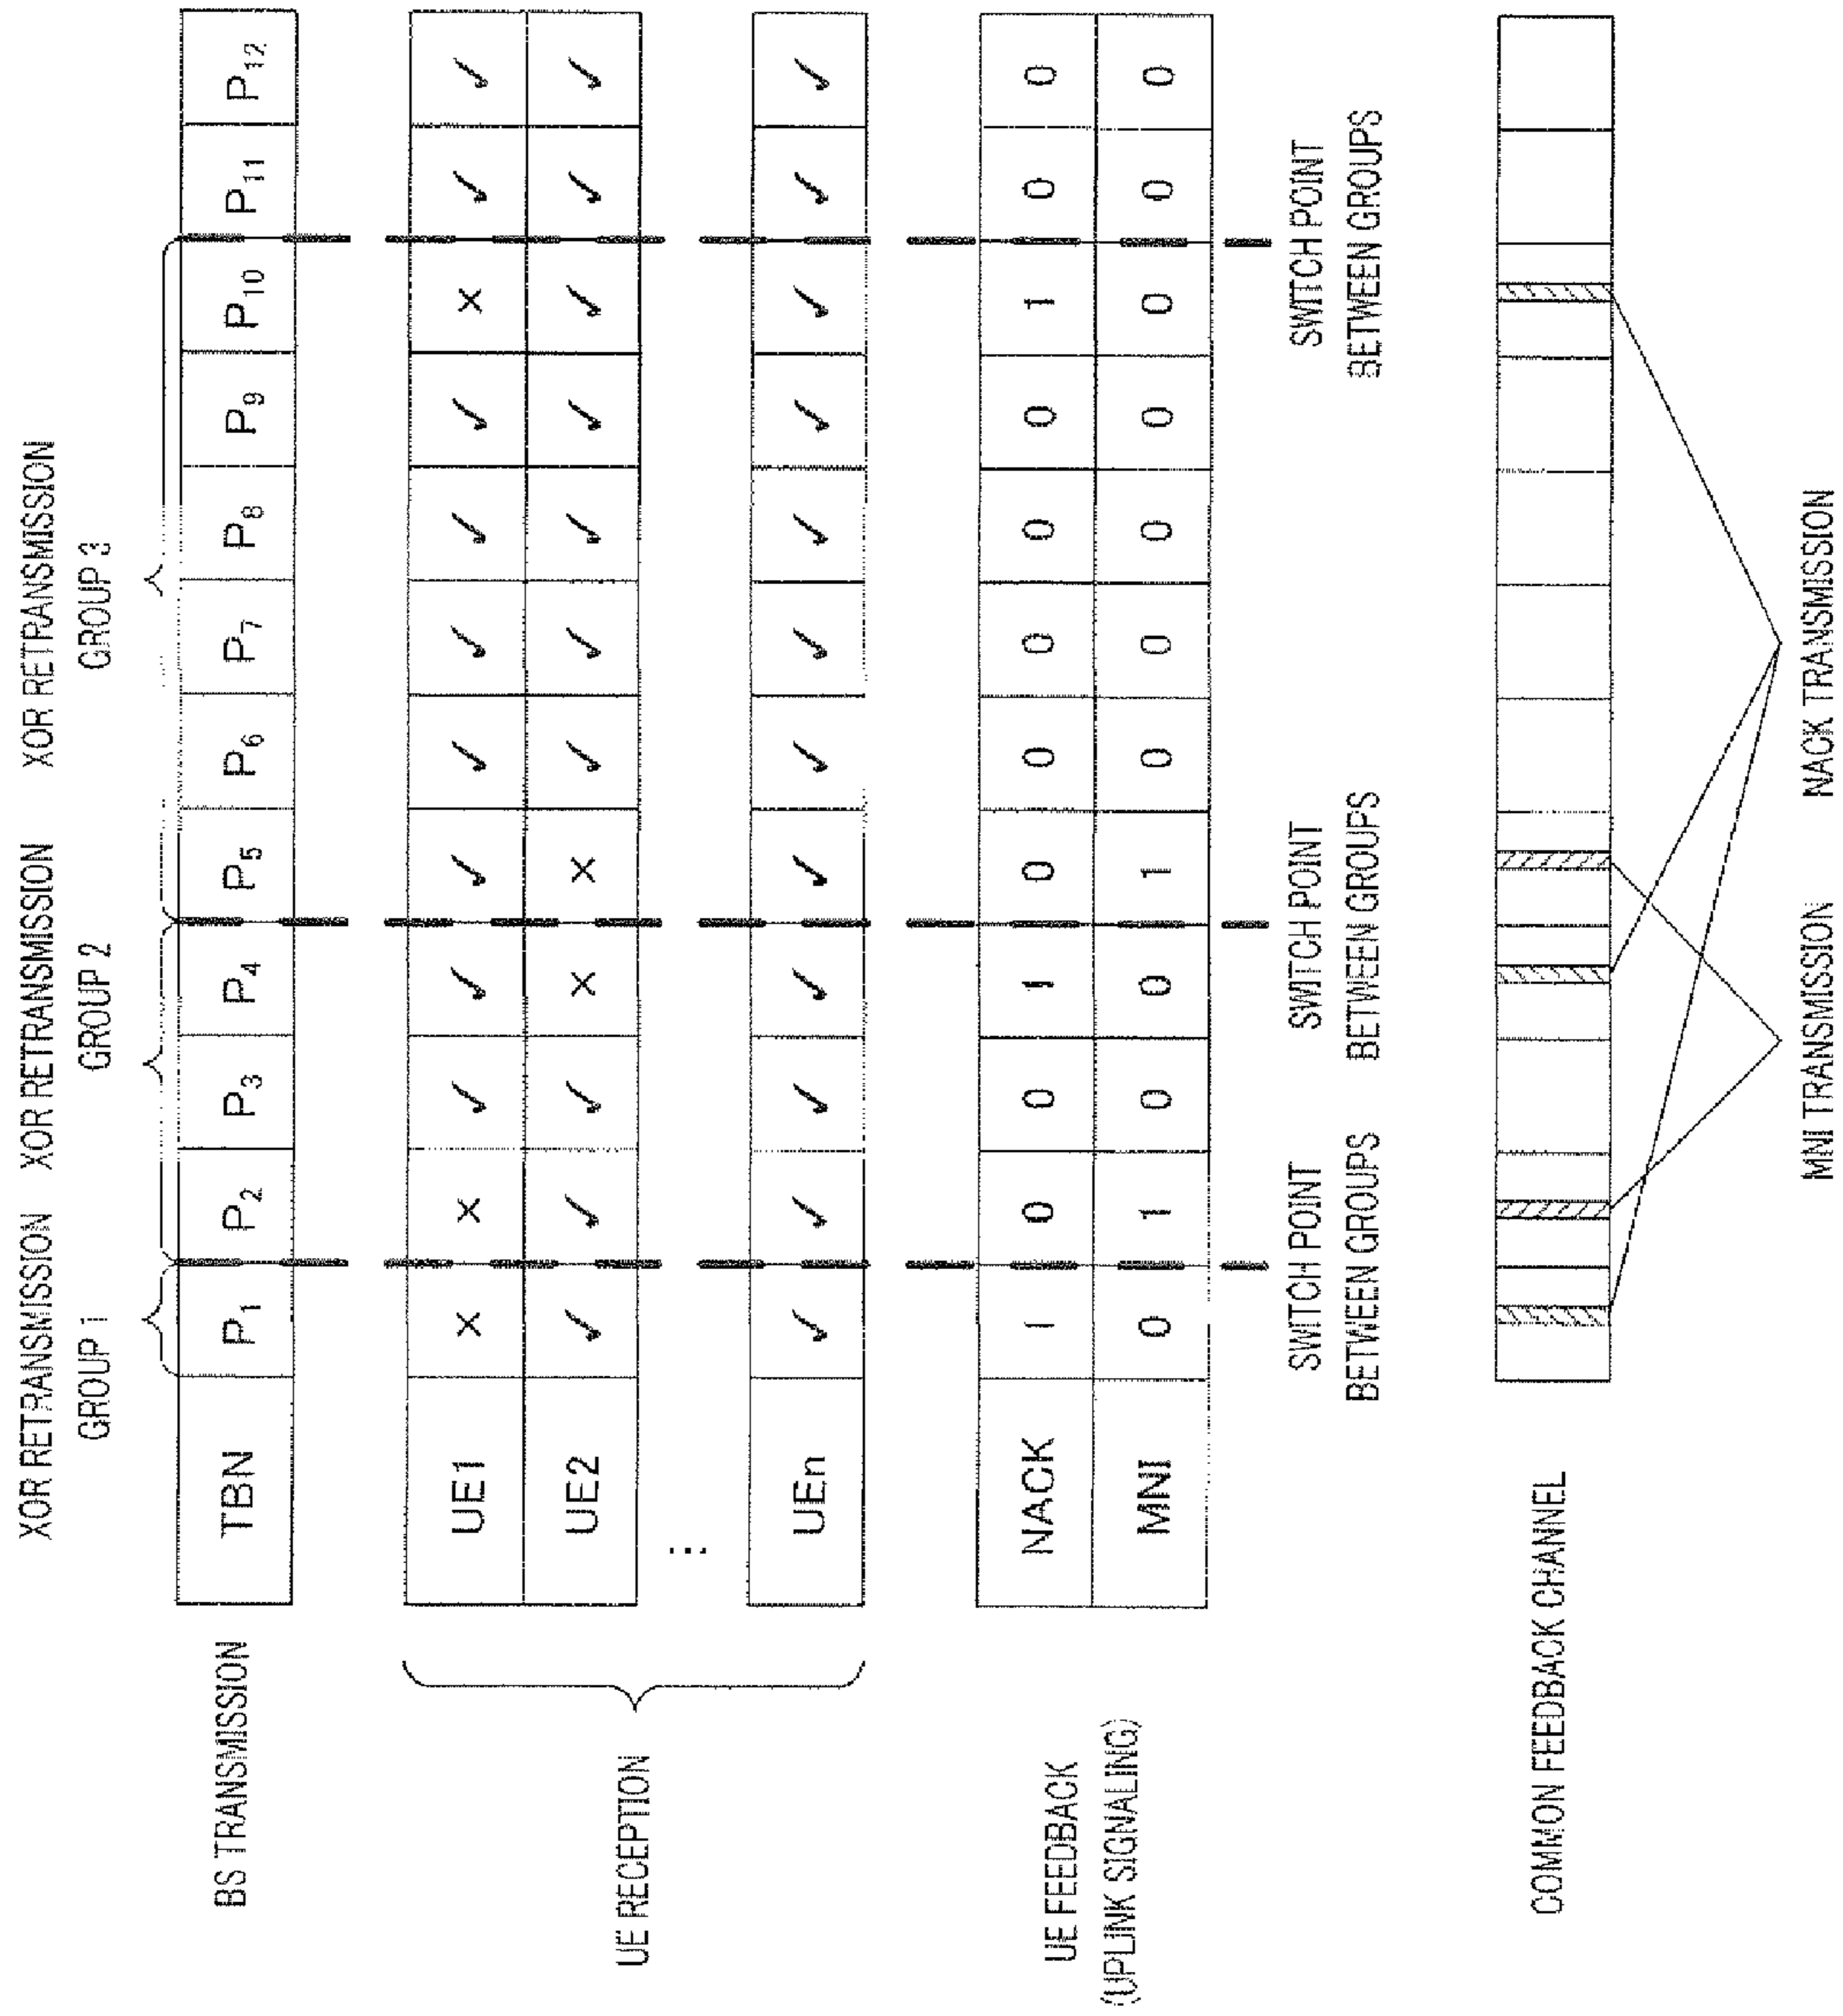 XOR RETRANSMISSION XOR RETRANSMISSION XOR RETRANSMISSION
GROUP 1 GROUP 2 GROUP 3
BS TRANSMISSION TBN P1 P2 P3 P4 P5 P6 P7 P8 P9 P10 P11 P12
UE RECEPTION
UE1 × × ✓ ✓ ✓ ✓ ✓ ✓ ✓ × ✓ ✓
UE2 ✓ ✓ ✓ × × ✓ ✓ ✓ ✓ ✓ ✓ ✓
...
UEn ✓ ✓ ✓ ✓ ✓ ✓ ✓ ✓ ✓ ✓ ✓ ✓
UE FEEDBACK
(UPLINK SIGNALING)
NACK 1 0 0 1 0 0 0 0 0 1 0 0
MNI 0 1 0 0 1 0 0 0 0 0 0 0
SWITCH POINT SWITCH POINT SWITCH POINT
BETWEEN GROUPS BETWEEN GROUPS BETWEEN GROUPS
COMMON FEEDBACK CHANNEL
MNI TRANSMISSION NACK TRANSMISSION